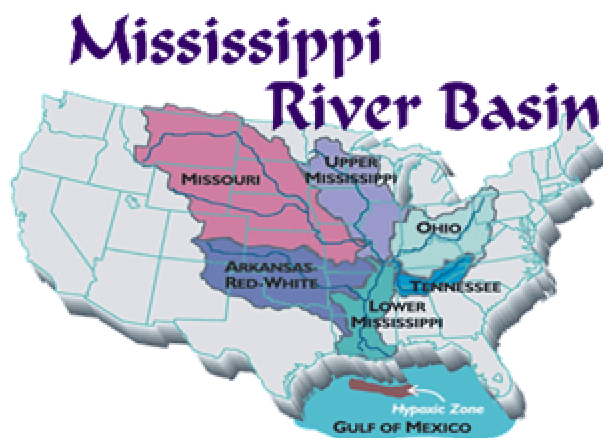 Mississippi
River Basin
MISSOURI
UPPER
MISSISSIPPI
OHIO
ARKANSAS-
RED-WHITE
TENNESSEE
LOWER
MISSISSIPPI
Hypoxic Zone
GULF OF MEXICO